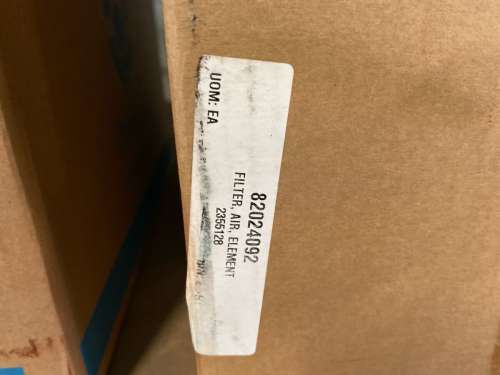 82024092
FILTER, AIR, ELEMENT
2355128
UOM: EA